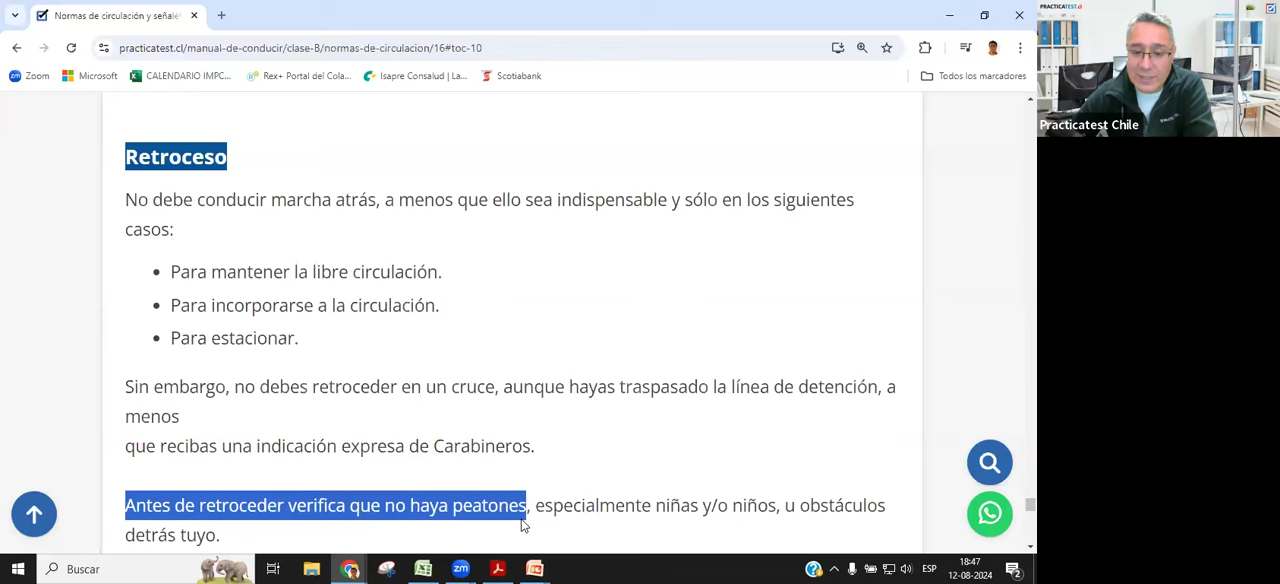 Normas de circulación y señalét
practicatest.cl/manual-de-conducir/clase-B/normas-de-circulacion/16#toc-10
Zoom
Microsoft
CALENDARIO IMPC...
Rex+ Portal del Cola...
Isapre Consalud | La...
Scotiabank
Todos los marcadores
Retroceso
No debe conducir marcha atrás, a menos que ello sea indispensable y sólo en los siguientes
casos:
• Para mantener la libre circulación.
• Para incorporarse a la circulación.
• Para estacionar.
Sin embargo, no debes retroceder en un cruce, aunque hayas traspasado la línea de detención, a
menos
que recibas una indicación expresa de Carabineros.
Antes de retroceder verifica que no haya peatones, especialmente niñas y/o niños, u obstáculos
detrás tuyo.
PRACTICATEST.cl
Practicatest Chile
Buscar
ESP
18:47
12-08-2024
2